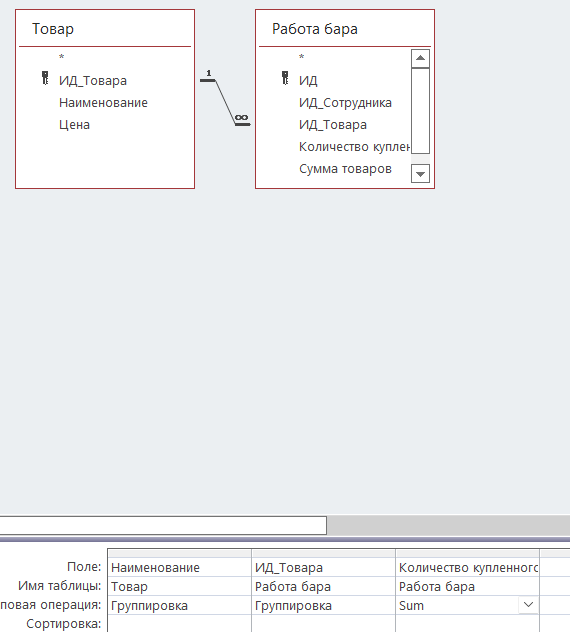 Товар
*
ИД_Товара
Наименование
Цена
1
∞
Работа бара
*
ИД
ИД_Сотрудника
ИД_Товара
Количество куплен
Сумма товаров
Поле: Наименование ИД_Товара Количество купленного
Имя таблицы: Товар Работа бара Работа бара
повая операция: Группировка Группировка Sum
Сортировка: